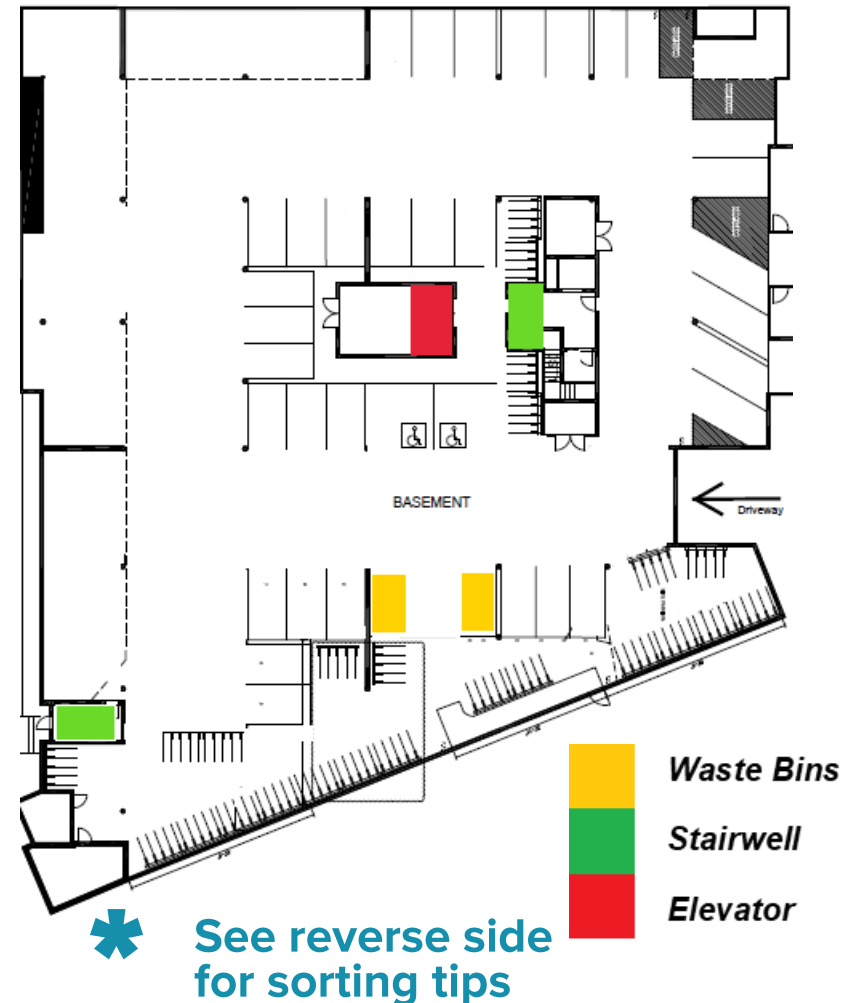 BASEMENT
Driveway
Waste Bins
Stairwell
Elevator
* See reverse side
for sorting tips